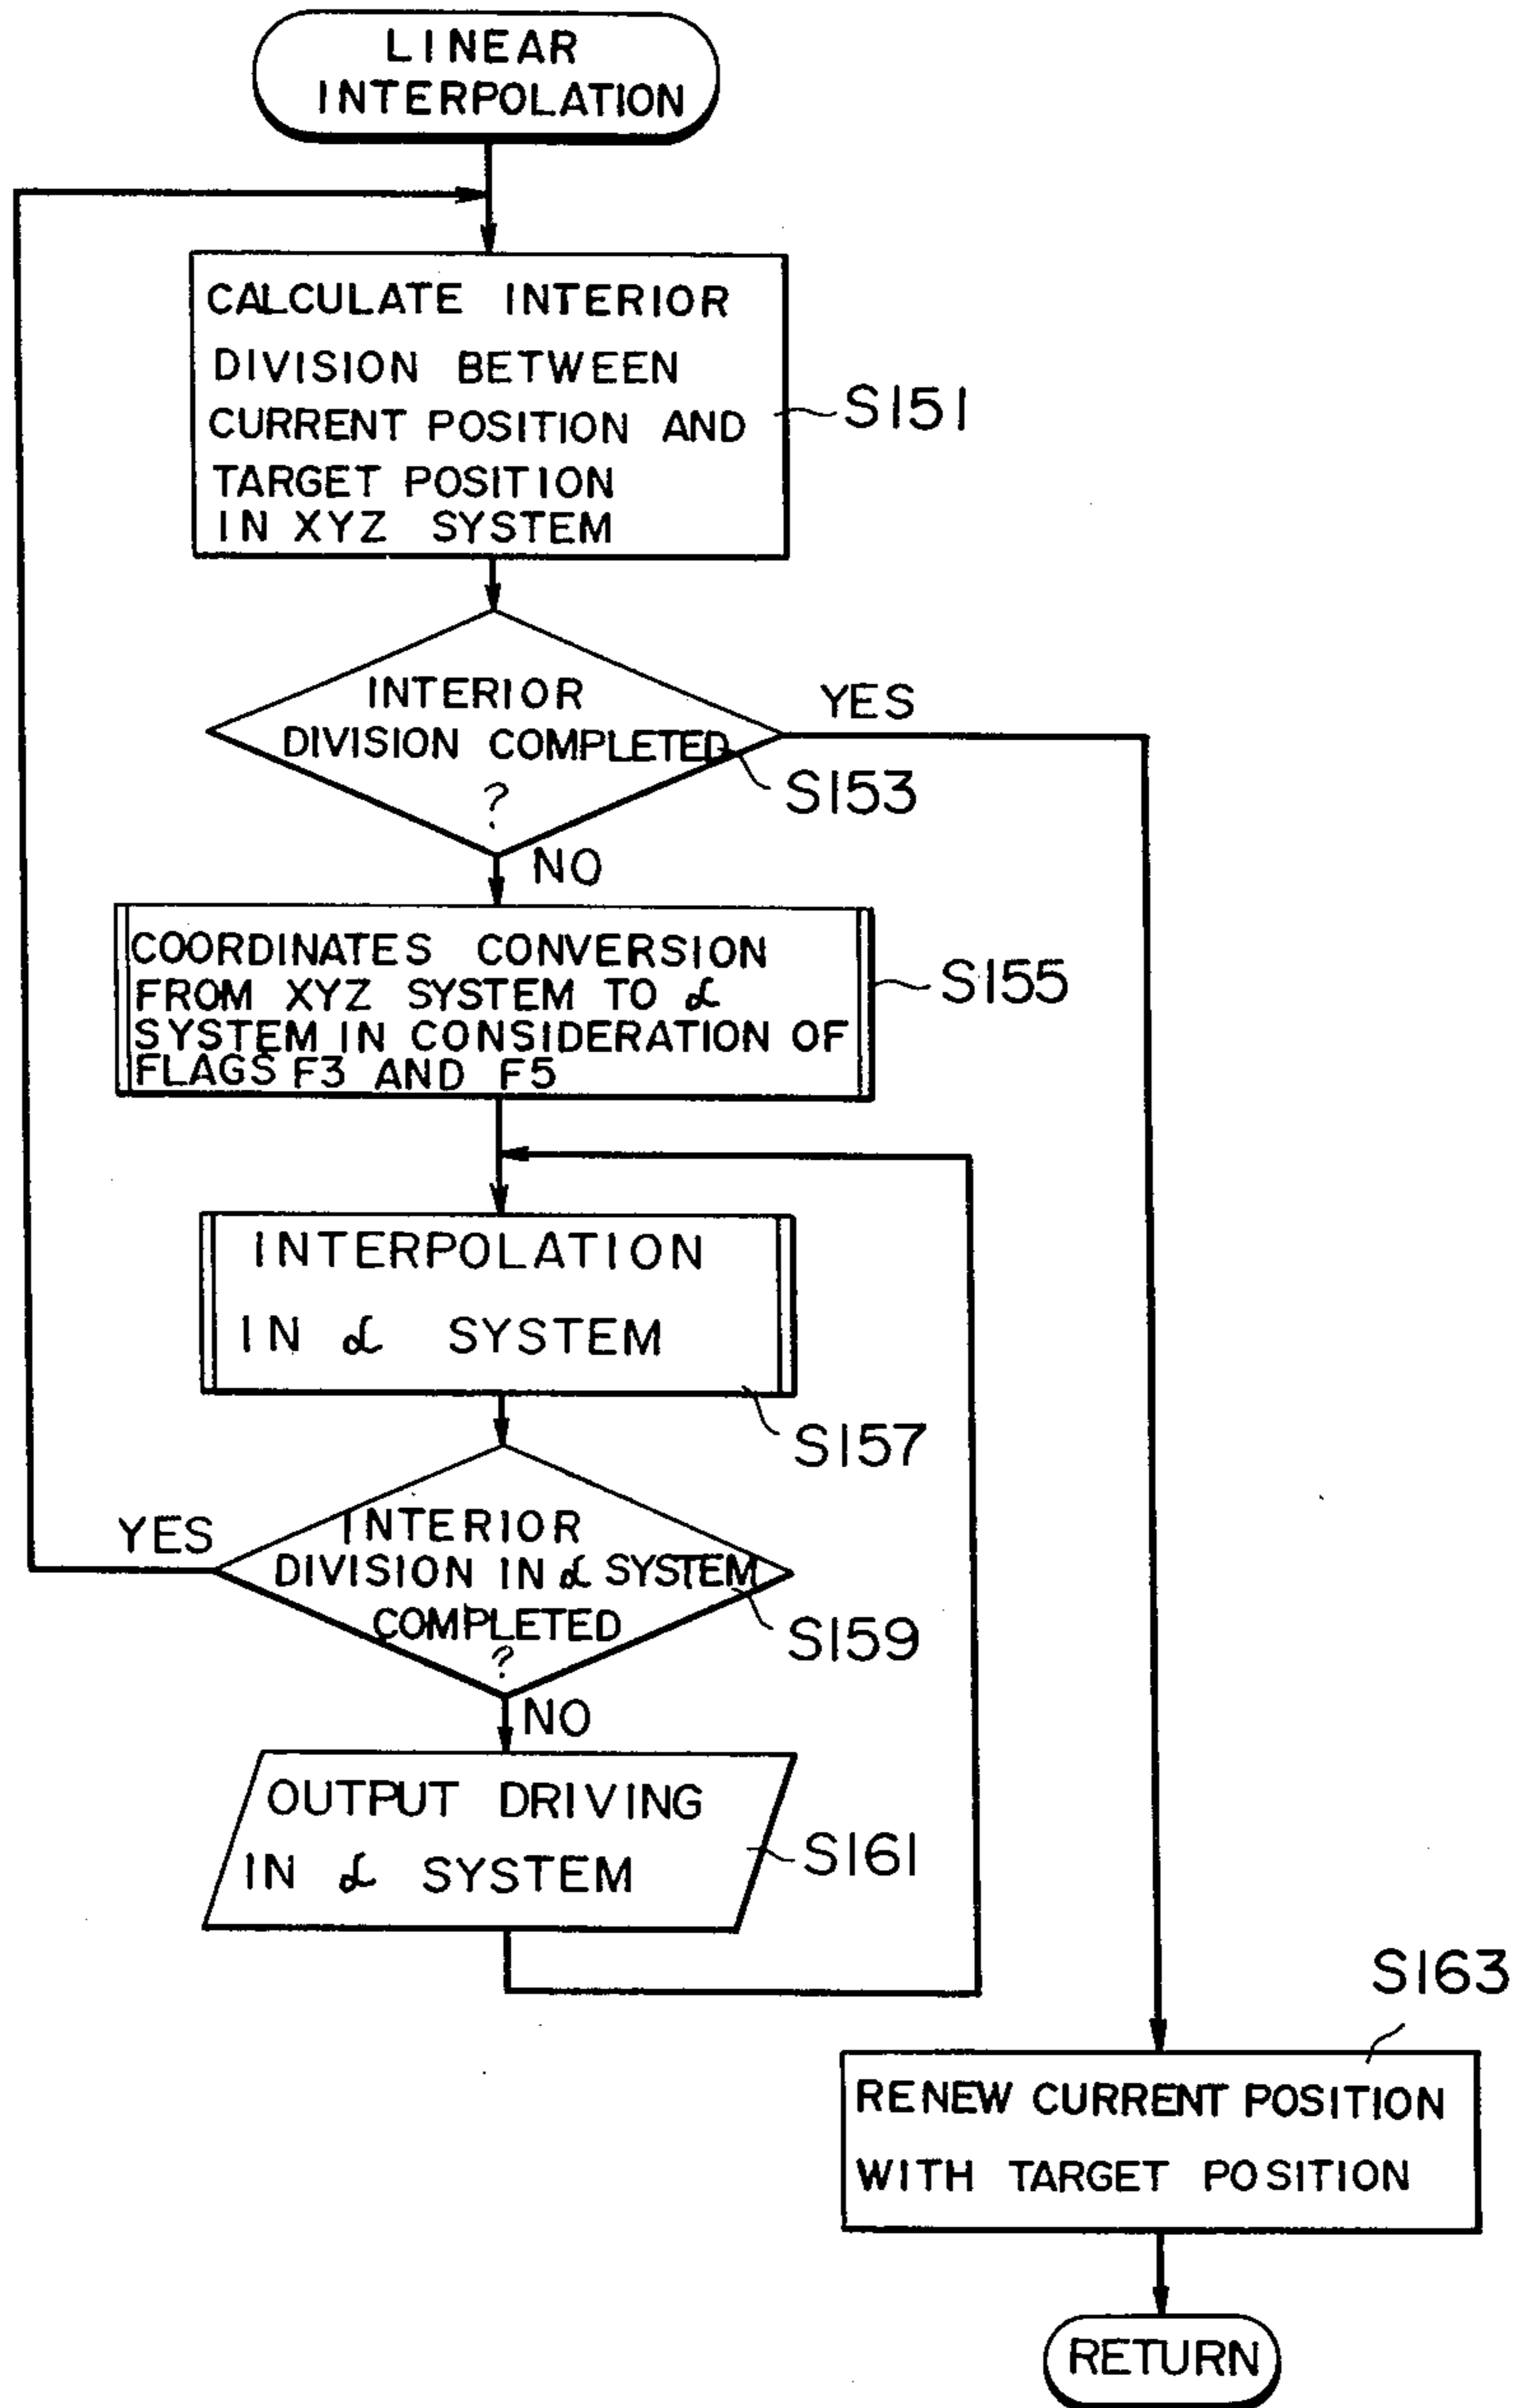 LINEAR
INTERPOLATION
CALCULATE INTERIOR
DIVISION BETWEEN
CURRENT POSITION AND
TARGET POSITION
IN XYZ SYSTEM
S151
INTERIOR
DIVISION COMPLETED
?
YES
S153
NO
COORDINATES CONVERSION
FROM XYZ SYSTEM TO α
SYSTEM IN CONSIDERATION OF
FLAGS F3 AND F5
S155
INTERPOLATION
IN α SYSTEM
S157
YES
INTERIOR
DIVISION IN α SYSTEM
COMPLETED
?
S159
NO
OUTPUT DRIVING
IN α SYSTEM
S161
S163
RENEW CURRENT POSITION
WITH TARGET POSITION
RETURN